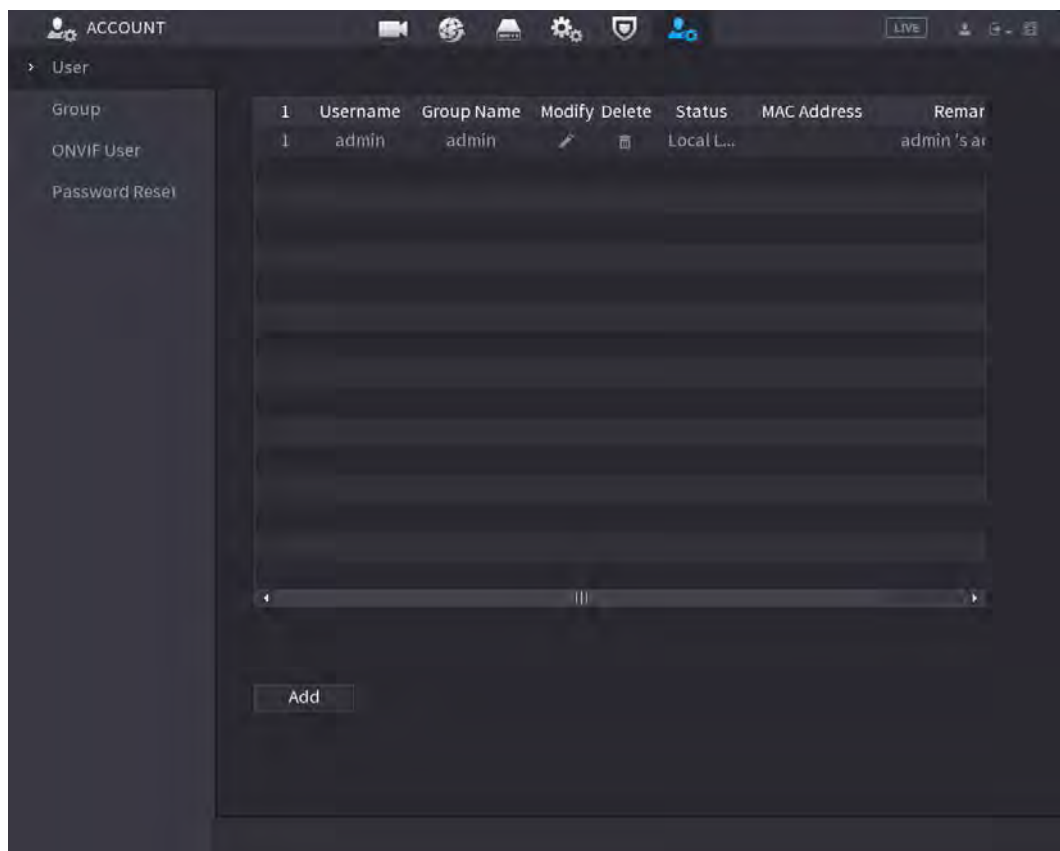 ACCOUNT LIVE
User
Group
ONVIF User
Password Reset
1 Username Group Name Modify Delete Status MAC Address Remar
1 admin admin Local L... admin 's a
Add